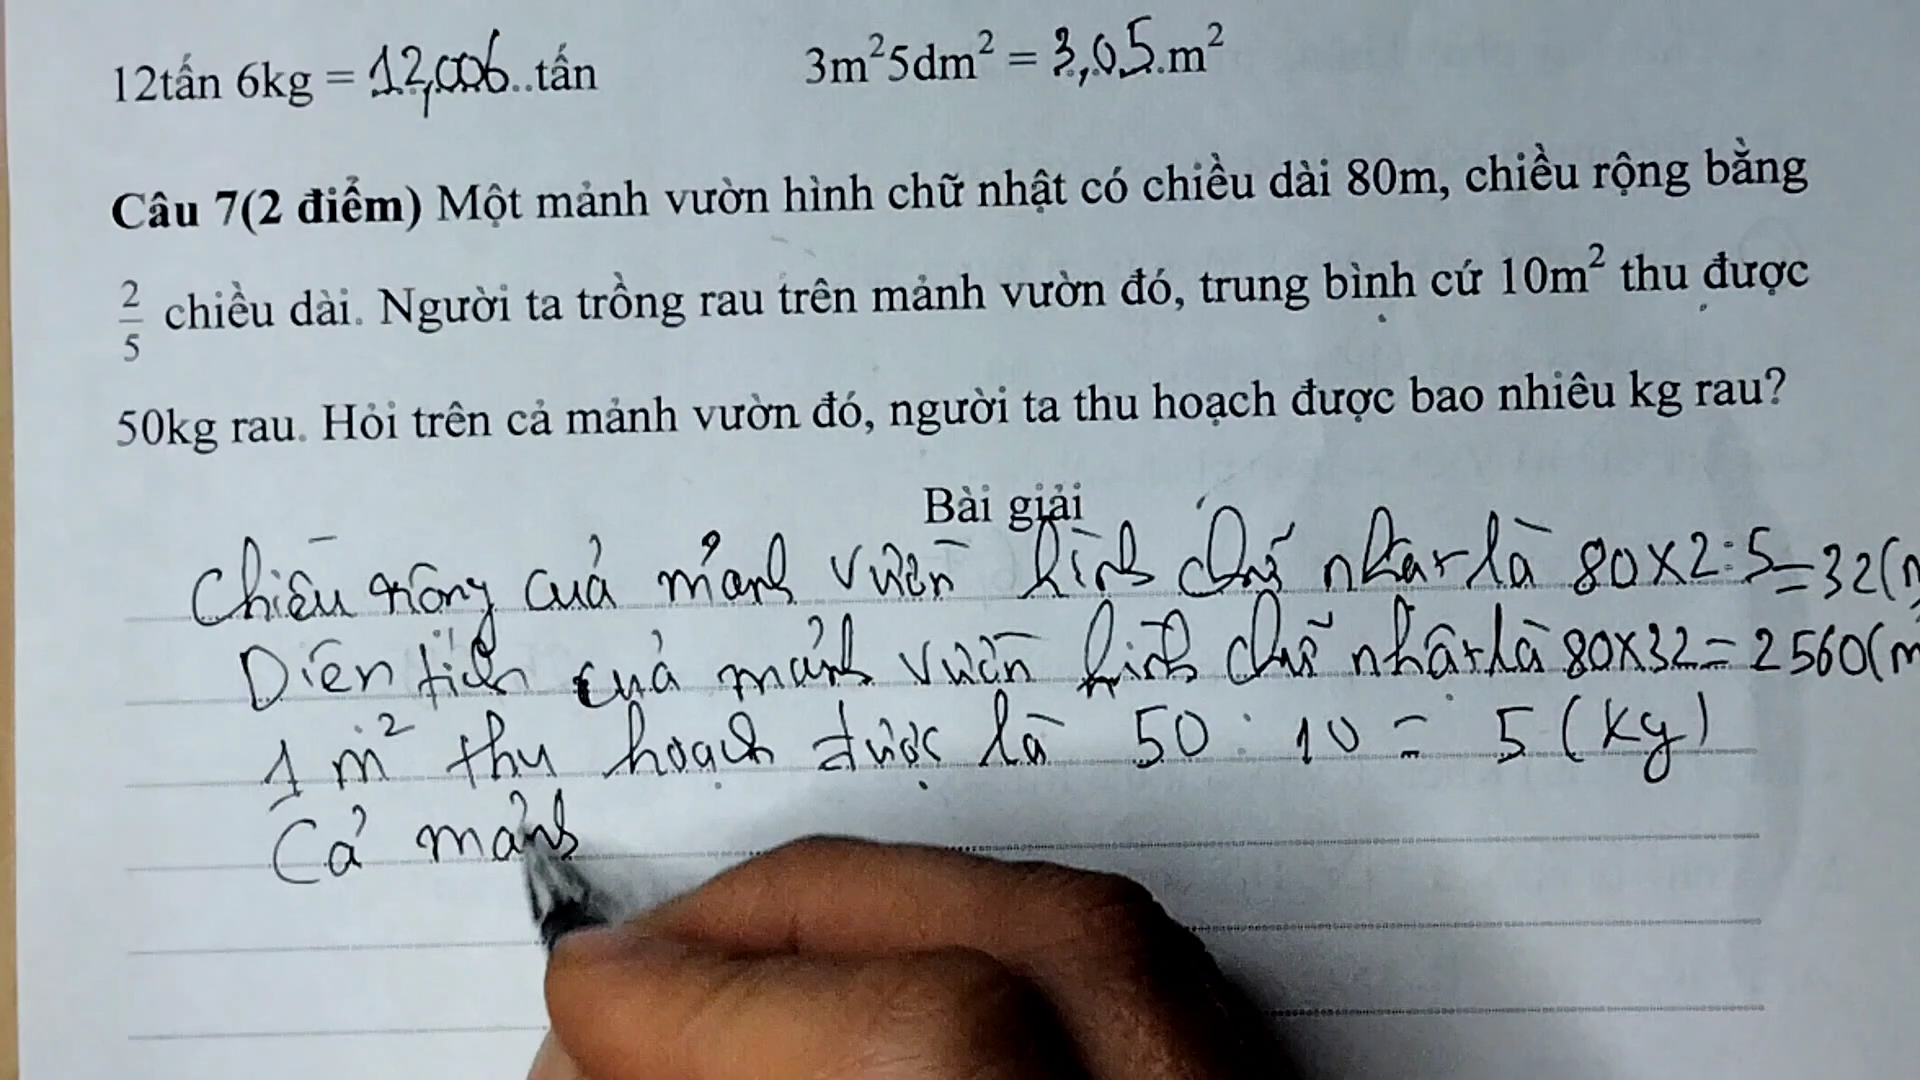 12tấn 6kg = 12,006..tấn 3m²5dm² = 3,05.m²
Câu 7(2 điểm) Một mảnh vườn hình chữ nhật có chiều dài 80m, chiều rộng bằng
2/5 chiều dài. Người ta trồng rau trên mảnh vườn đó, trung bình cứ 10m² thu được
50kg rau. Hỏi trên cả mảnh vườn đó, người ta thu hoạch được bao nhiêu kg rau?
Bài giải
Chiều rộng của mảnh vườn hình chữ nhật là 80x2:5=32(m
Diện tích của mảnh vườn hình chữ nhật là 80x32=2560(m
1 m² thu hoạch được là 50 : 10 = 5 (kg)
Cả mảnh